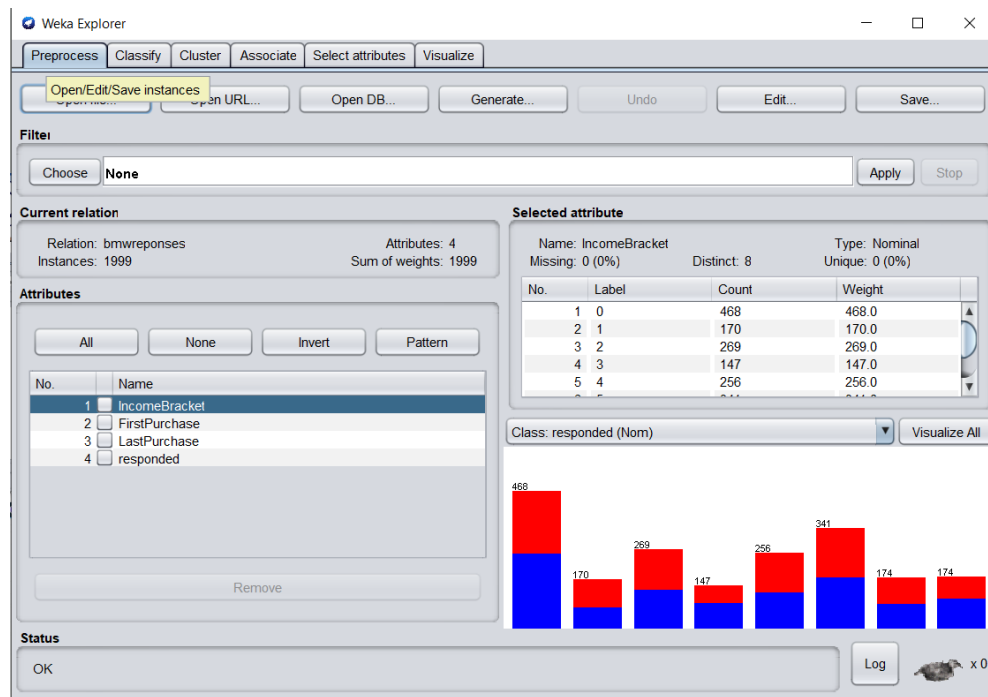 Weka Explorer
Preprocess Classify Cluster Associate Select attributes Visualize
Open/Edit/Save instances
Open URL... Open DB... Generate... Undo Edit... Save...
Filter
Choose None Apply Stop
Current relation
Relation: bmwreponses Attributes: 4
Instances: 1999 Sum of weights: 1999
Selected attribute
Name: IncomeBracket Type: Nominal
Missing: 0 (0%) Distinct: 8 Unique: 0 (0%)
No. Label Count Weight
1 0 468 468.0
2 1 170 170.0
3 2 269 269.0
4 3 147 147.0
5 4 256 256.0
Attributes
All None Invert Pattern
No. Name
1 IncomeBracket
2 FirstPurchase
3 LastPurchase
4 responded
Remove
Class: responded (Nom) Visualize All
468
170
269
147
256
341
174
174
Status
OK
Log x 0